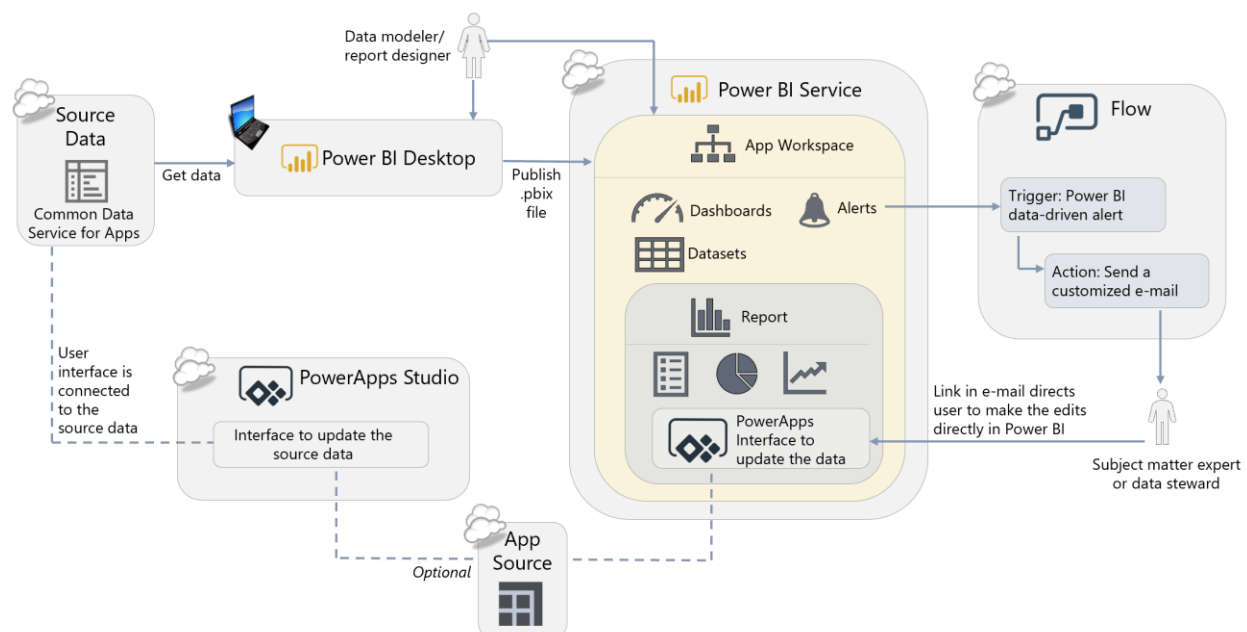 Data modeler/
report designer
Source
Data
Common Data
Service for Apps
Get data
Power BI Desktop
Publish
.pbix
file
Power BI Service
App Workspace
Dashboards
Alerts
Datasets
Report
PowerApps
Interface to
update the data
Flow
Trigger: Power BI
data-driven alert
Action: Send a
customized e-mail
Link in e-mail directs
user to make the edits
directly in Power BI
Subject matter expert
or data steward
User
interface is
connected
to the
source data
PowerApps Studio
Interface to update the
source data
Optional
App
Source